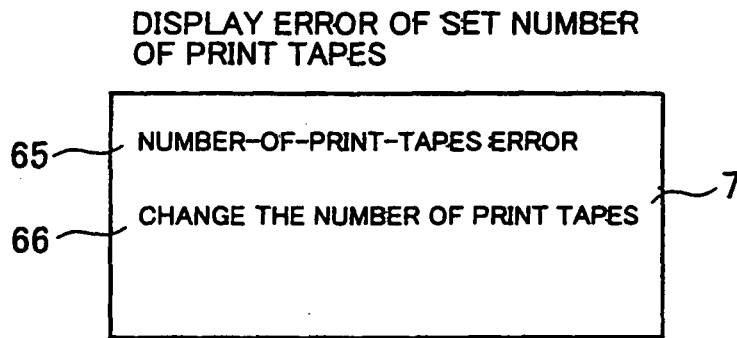 DISPLAY ERROR OF SET NUMBER
OF PRINT TAPES
65 NUMBER-OF-PRINT-TAPES ERROR
7
66 CHANGE THE NUMBER OF PRINT TAPES